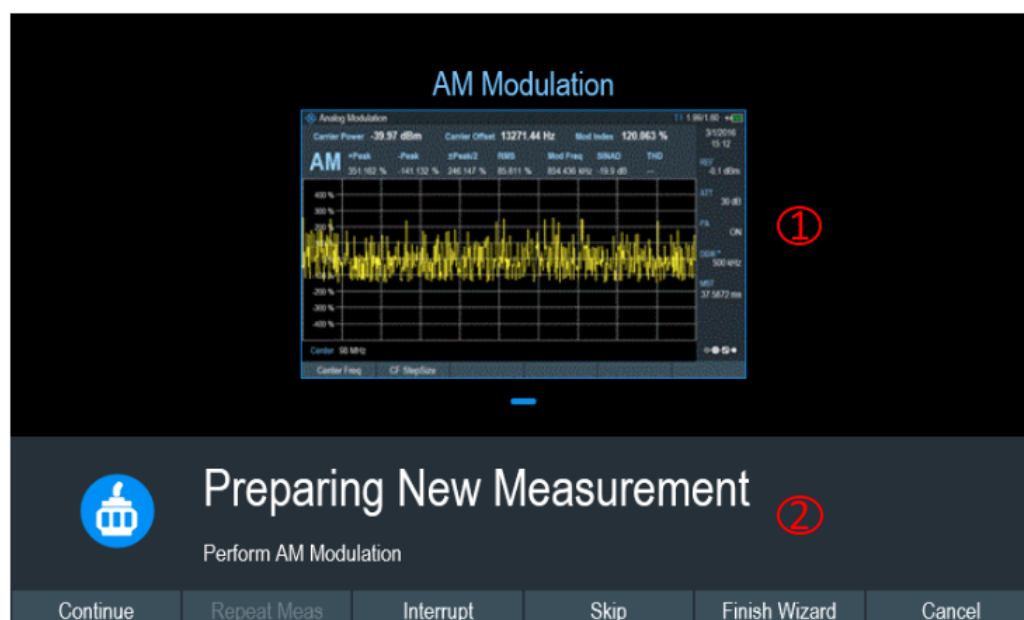 AM Modulation
Analog Modulation
Carrier Power -39.97 dBm Carrier Offset 13271.44 Hz Mod Index 120.063 %
3/1/2016
15:12
AM
+Peak -Peak ±Peak/2 RMS Mod Freq SINAD THD
351.162 % -141.132 % 246.147 % 85.811 % 854.436 kHz -19.9 dB ---
REF
-0.1 dBm
ATT
30 dB
PA
ON
500 kHz
MST
37.5672 ms
400 %
300 %
-200 %
-300 %
-400 %
Center 98 MHz
Center Freq CF StepSize
①
Preparing New Measurement
②
Perform AM Modulation
Continue Repeat Meas Interrupt Skip Finish Wizard Cancel